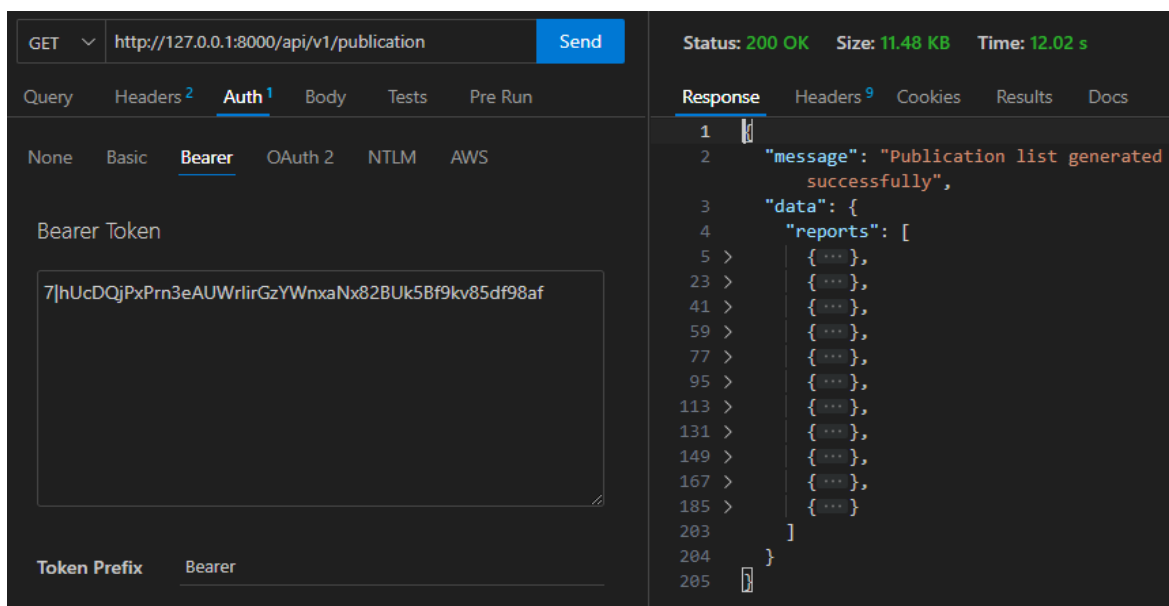 GET http://127.0.0.1:8000/api/v1/publication Send
Query Headers 2 Auth 1 Body Tests Pre Run
None Basic Bearer OAuth 2 NTLM AWS
Bearer Token
7|hUcDQjPxPrn3eAUWrIirGzYWnxaNx82BUk5Bf9kv85df98af
Token Prefix Bearer
Status: 200 OK Size: 11.48 KB Time: 12.02 s
Response Headers 9 Cookies Results Docs
1 {
2 "message": "Publication list generated
successfully",
3 "data": {
4 "reports": [
5 > {···},
23 > {···},
41 > {···},
59 > {···},
77 > {···},
95 > {···},
113 > {···},
131 > {···},
149 > {···},
167 > {···},
185 > {···}
203 ]
204 }
205 }